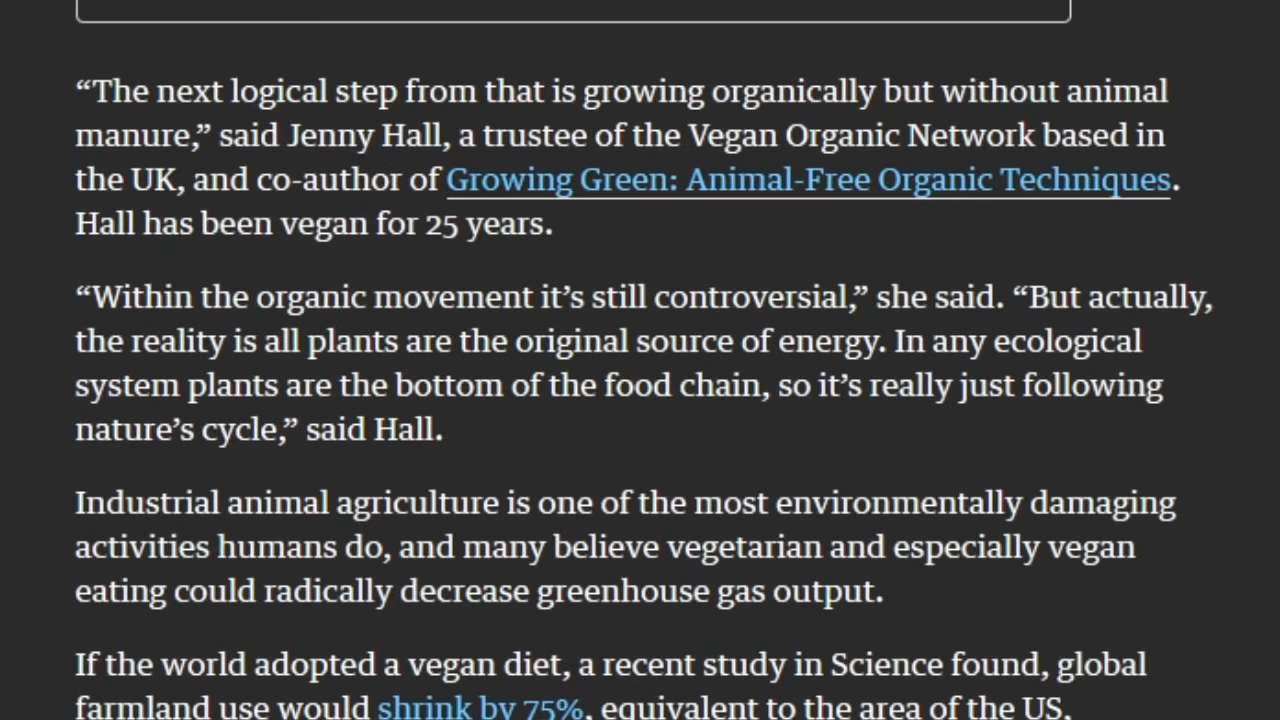 “The next logical step from that is growing organically but without animal
manure,” said Jenny Hall, a trustee of the Vegan Organic Network based in
the UK, and co-author of Growing Green: Animal-Free Organic Techniques.
Hall has been vegan for 25 years.
“Within the organic movement it’s still controversial,” she said. “But actually,
the reality is all plants are the original source of energy. In any ecological
system plants are the bottom of the food chain, so it’s really just following
nature’s cycle,” said Hall.
Industrial animal agriculture is one of the most environmentally damaging
activities humans do, and many believe vegetarian and especially vegan
eating could radically decrease greenhouse gas output.
If the world adopted a vegan diet, a recent study in Science found, global
farmland use would shrink by 75%, equivalent to the area of the US,